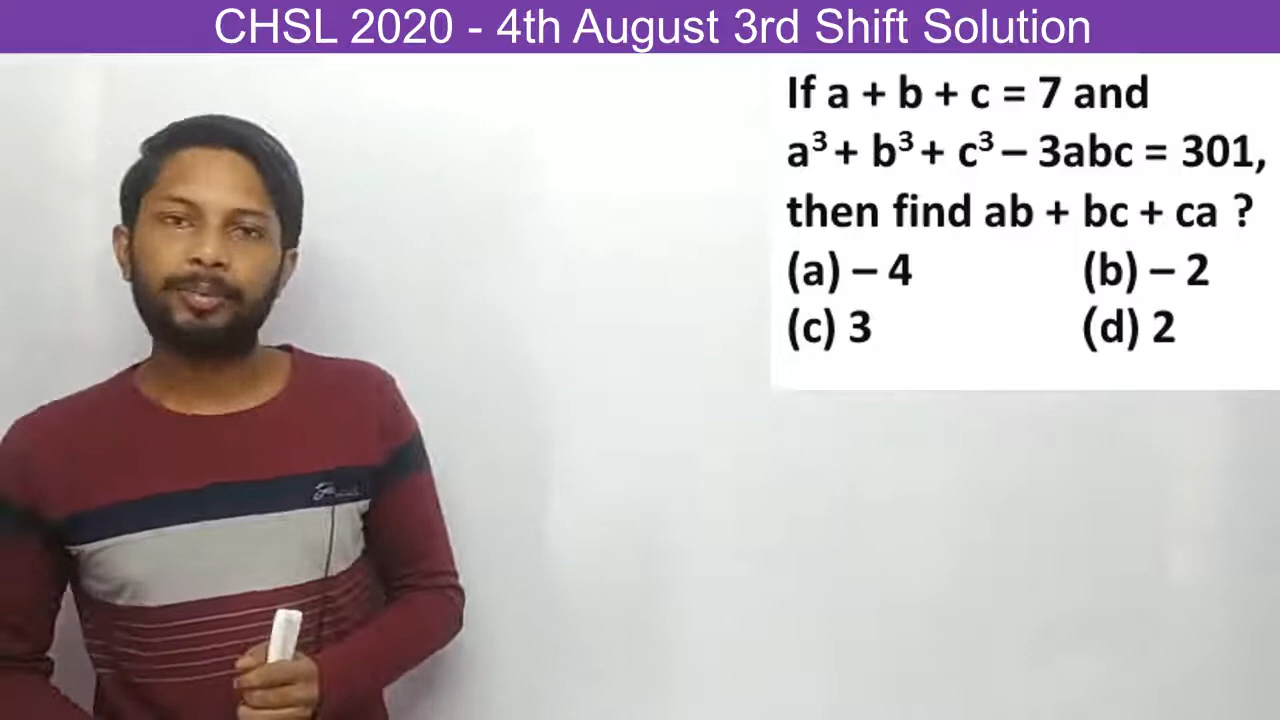 CHSL 2020 - 4th August 3rd Shift Solution
If a + b + c = 7 and
a³ + b³ + c³ – 3abc = 301,
then find ab + bc + ca ?
(a) – 4 (b) – 2
(c) 3 (d) 2